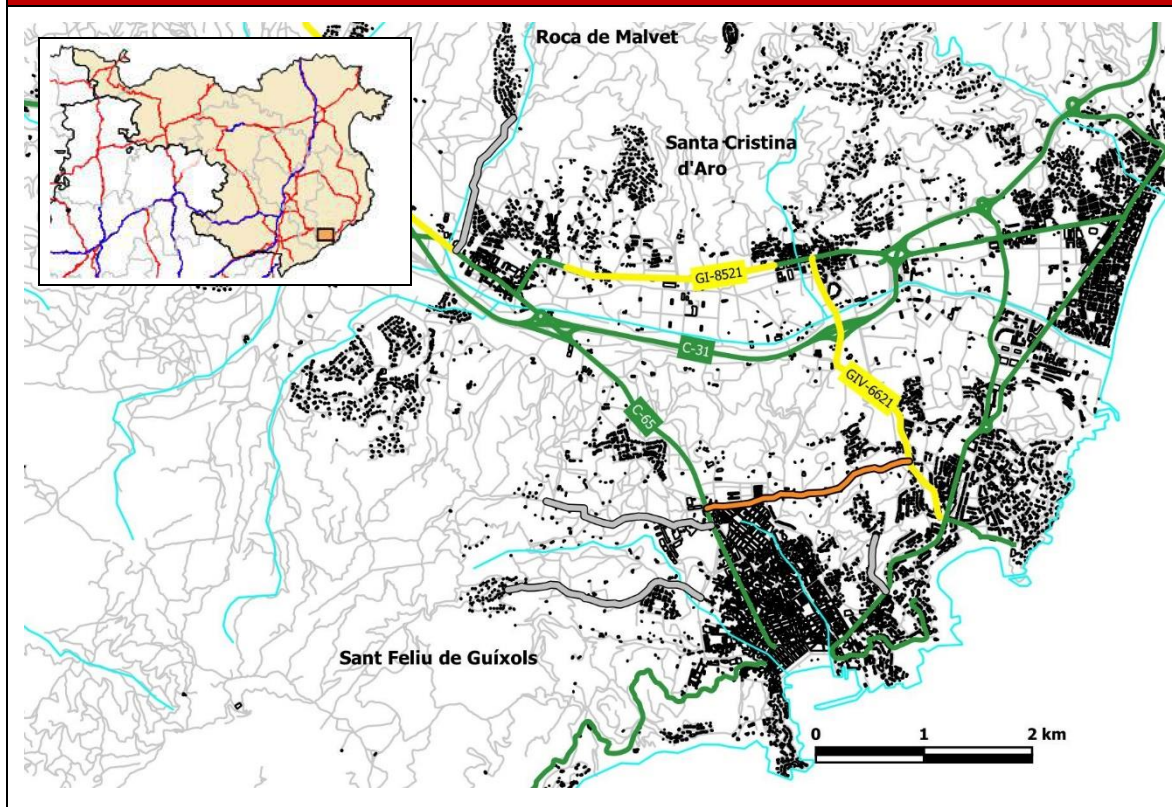 Roca de Malvet
Santa Cristina
d'Aro
GI-8521
C-31
GIV-6621
C-65
Sant Feliu de Guíxols
0 1 2 km